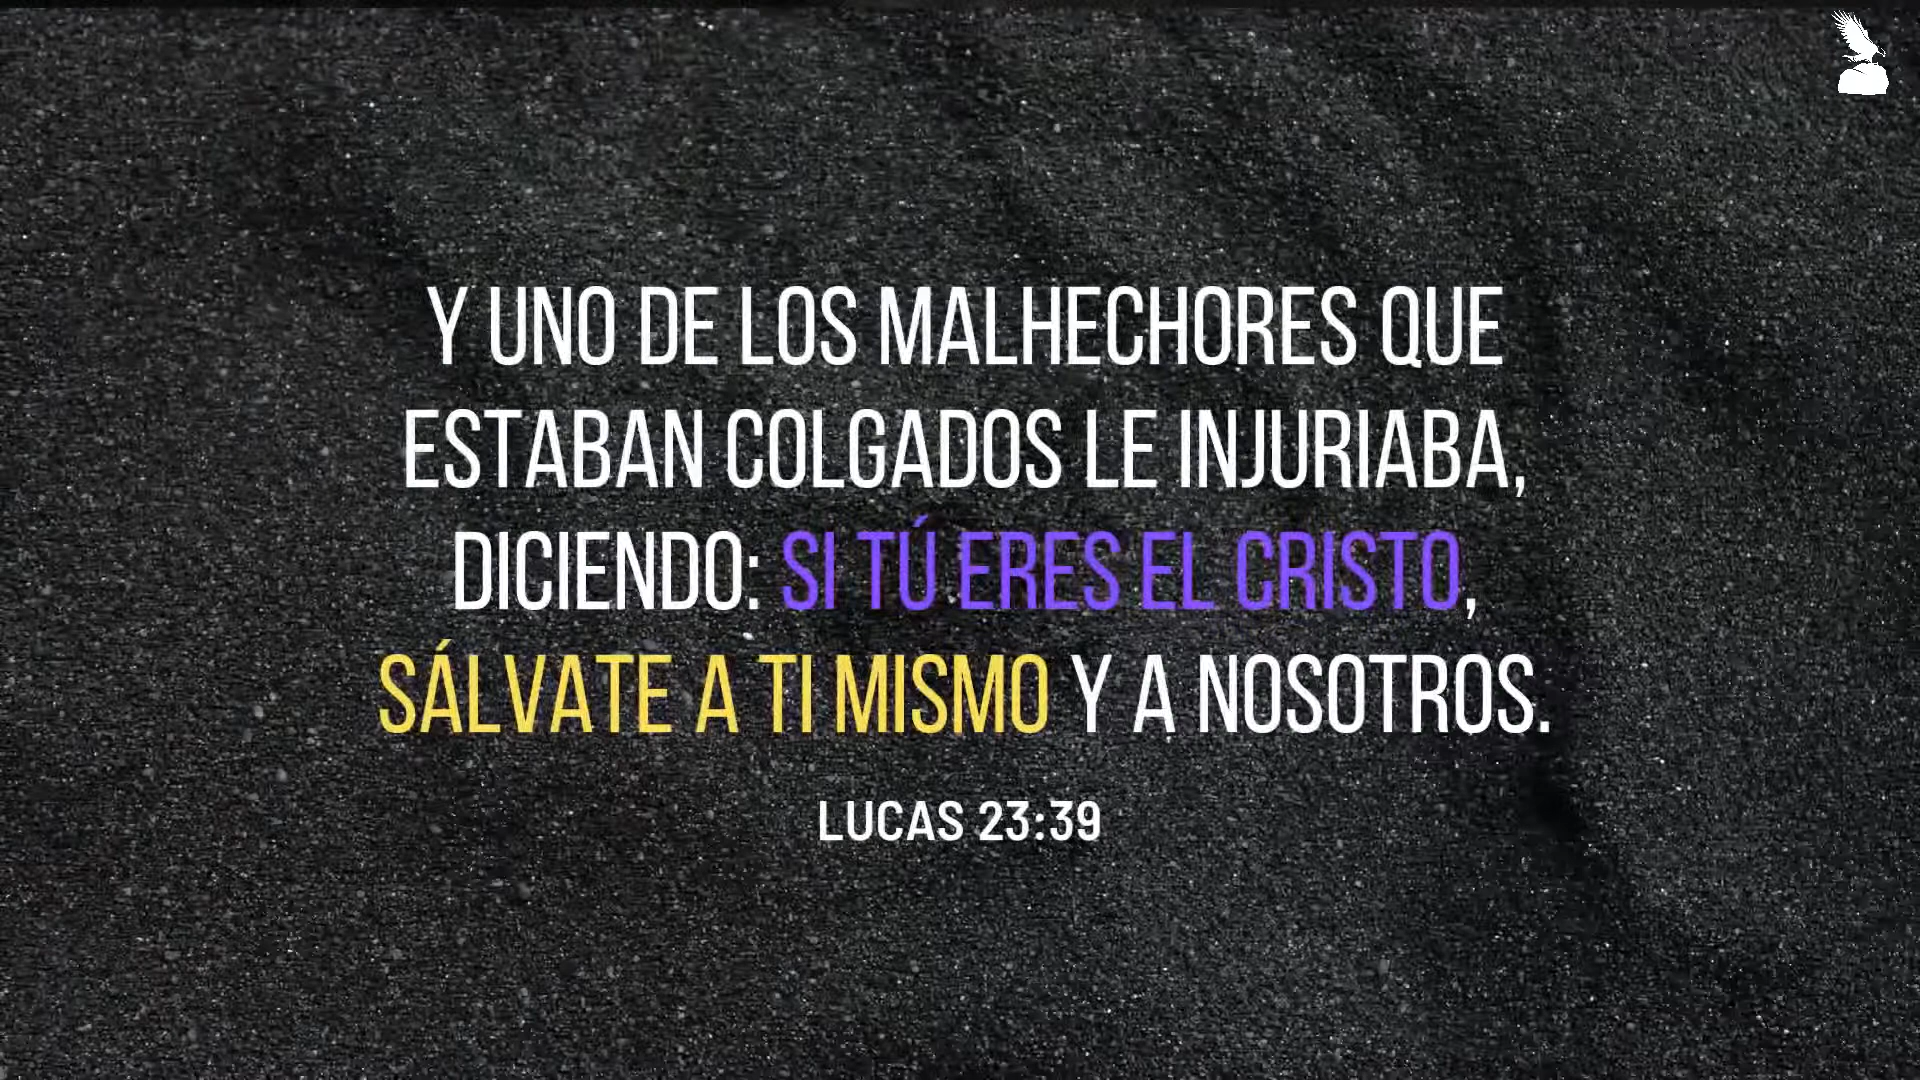 Y UNO DE LOS MALHECHORES QUE
ESTABAN COLGADOS LE INJURIABA,
DICIENDO: SI TÚ ERES EL CRISTO,
SÁLVATE A TI MISMO Y A NOSOTROS.
LUCAS 23:39